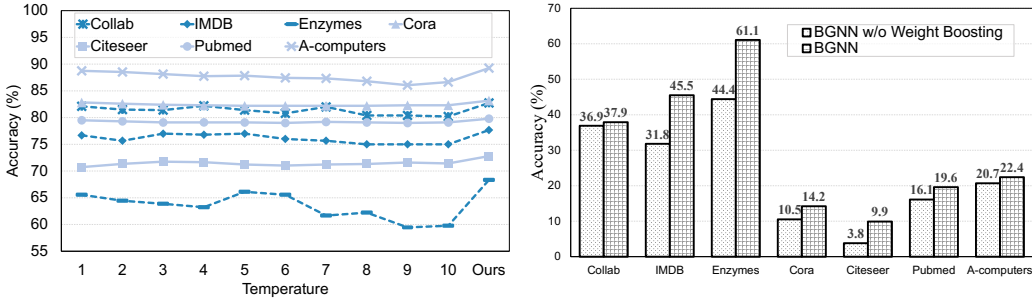 100
95
90
85
80
75
70
65
60
55
Accuracy (%)
Collab IMDB Enzymes Cora
Citeseer Pubmed A-computers
1 2 3 4 5 6 7 8 9 10 Ours
Temperature
70
60
50
40
30
20
10
0
Accuracy (%)
BGNN w/o Weight Boosting
BGNN
36.9 37.9 31.8 45.5 44.4 61.1 10.5 14.2 3.8 9.9 16.1 19.6 20.7 22.4
Collab IMDB Enzymes Cora Citeseer Pubmed A-computers